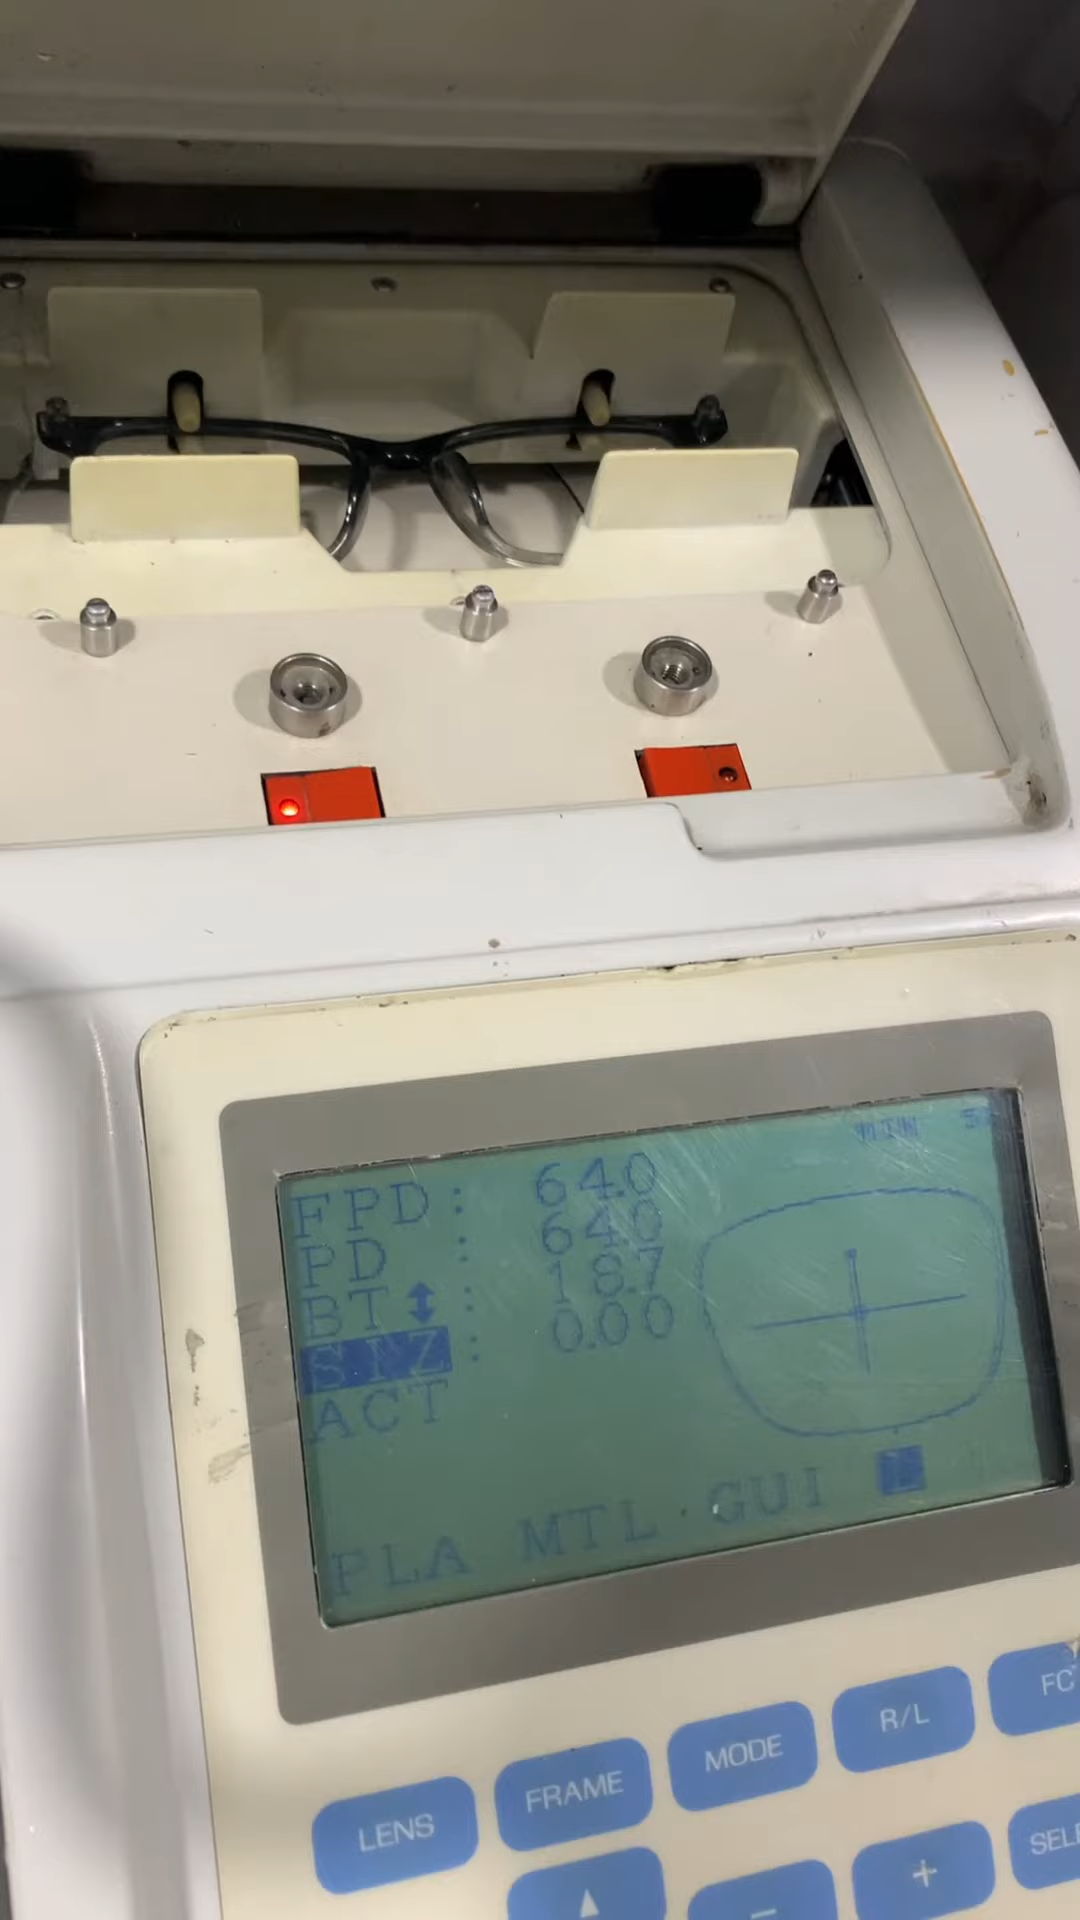 MIN
FPD : 64.0
PD : 64.0
BT↕ : 18.7
SIZ : 0.00
ACT
PLA MTL GUI
LENS FRAME MODE R/L
▲ − +